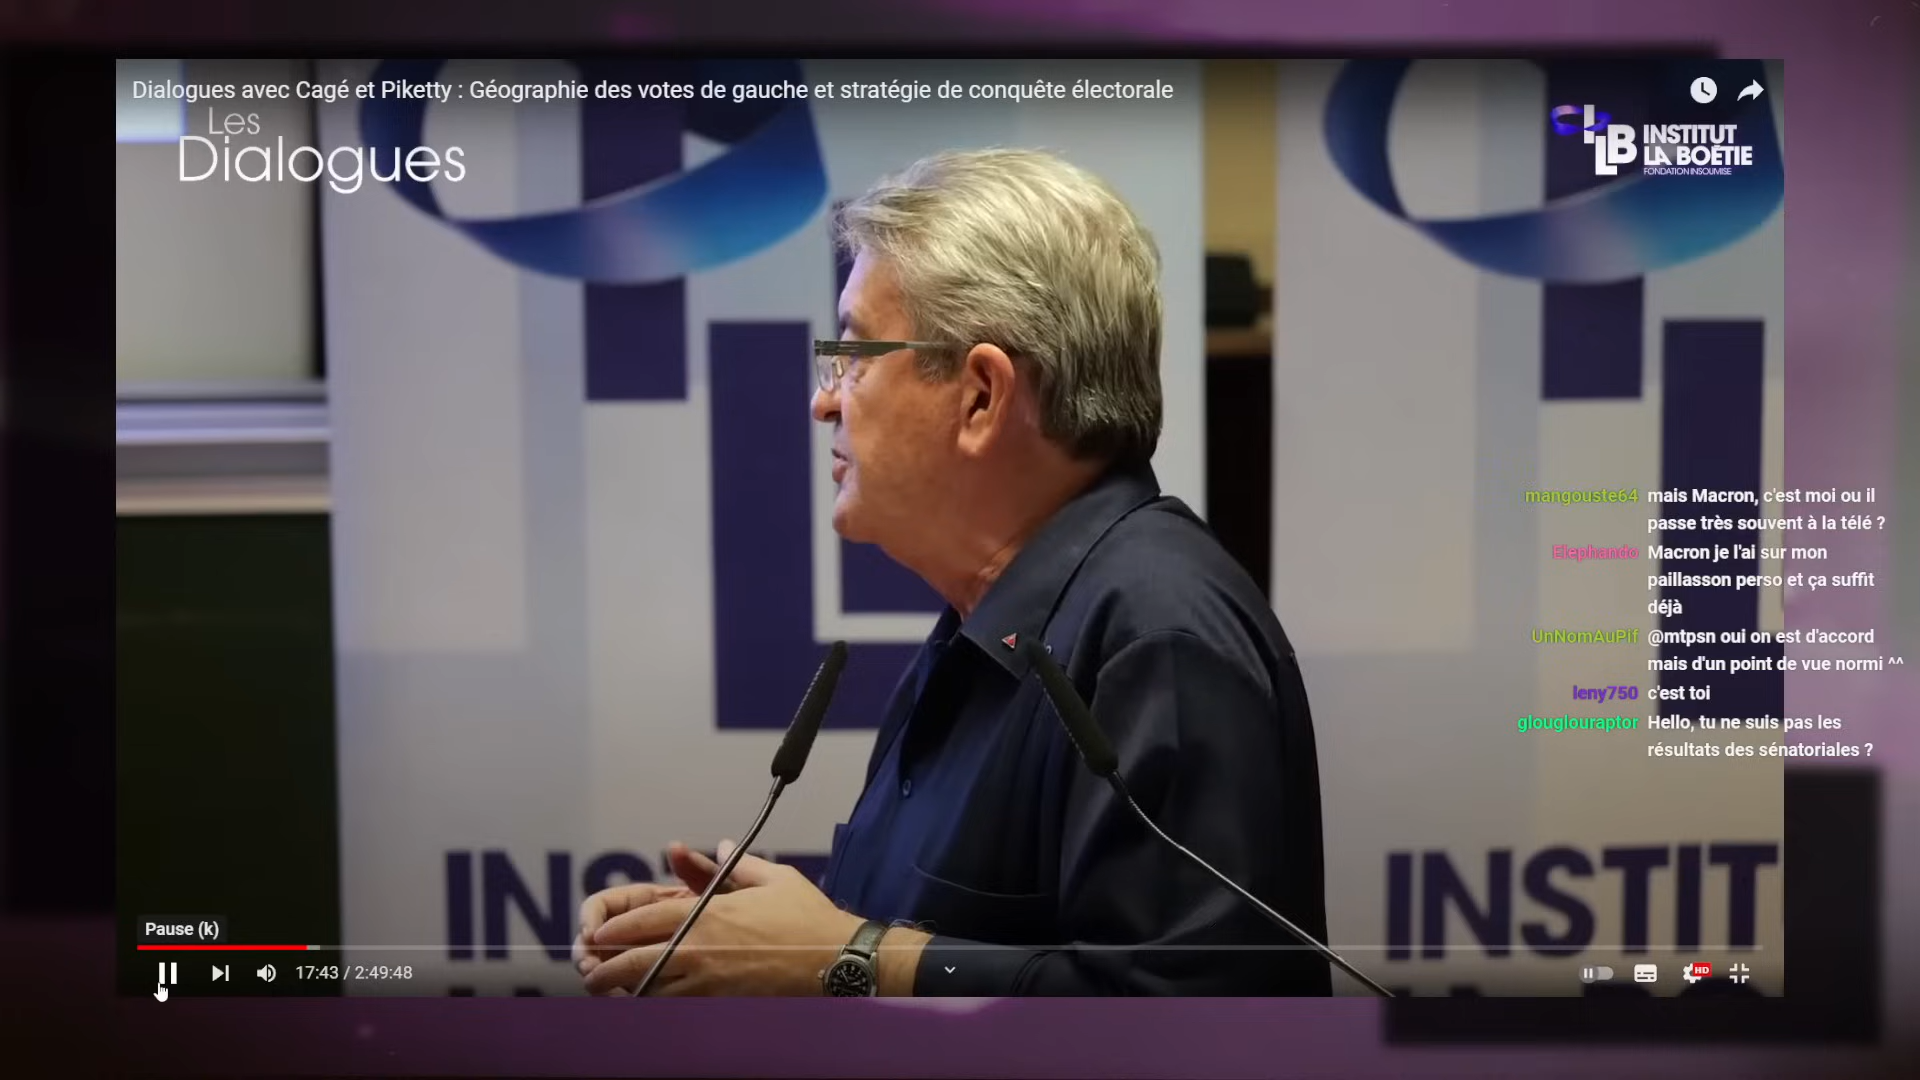 Dialogues avec Cagé et Piketty : Géographie des votes de gauche et stratégie de conquête électorale
Les
Dialogues
LB INSTITUT
LA BOÉTIE
FONDATION INSOUMISE
mangouste64 mais Macron, c'est moi ou il
passe très souvent à la télé ?
Elephando Macron je l'ai sur mon
paillasson perso et ça suffit
déjà
UnNomAuPif @mtpsn oui on est d'accord
mais d'un point de vue normi ^^
leny750 c'est toi
glouglouraptor Hello, tu ne suis pas les
résultats des sénatoriales ?
INST
INSTIT
Pause (k)
17:43 / 2:49:48
HD